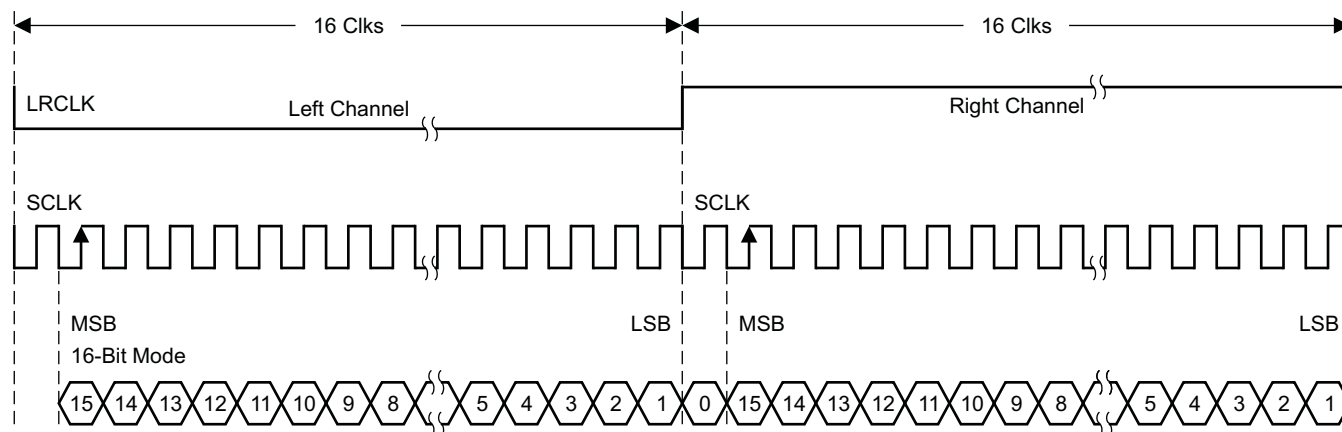 16 Clks 16 Clks
LRCLK Left Channel Right Channel
SCLK SCLK
MSB LSB MSB LSB
16-Bit Mode
15 14 13 12 11 10 9 8 5 4 3 2 1 0 15 14 13 12 11 10 9 8 5 4 3 2 1